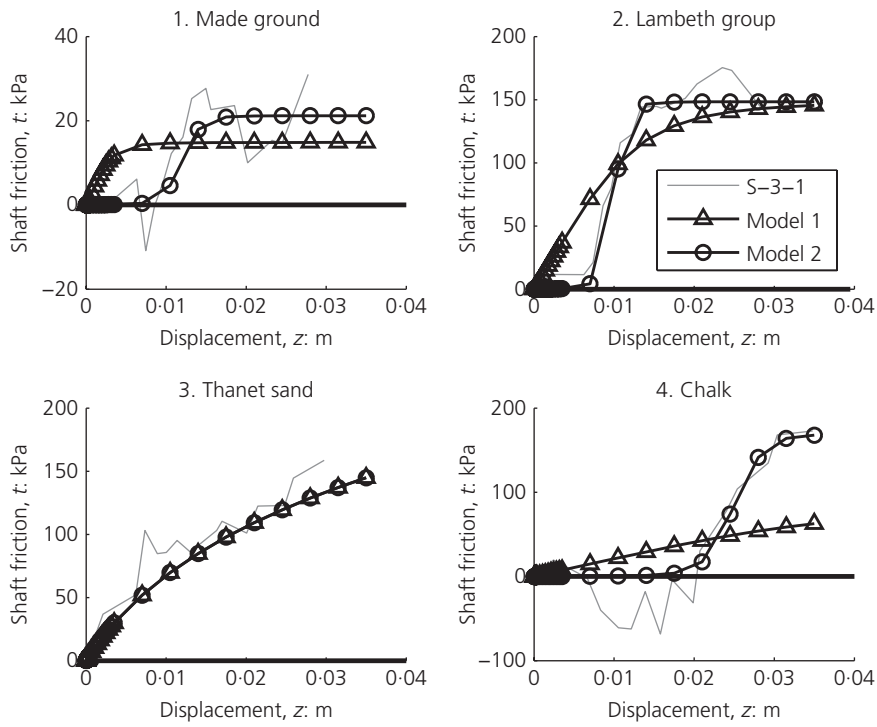 1. Made ground
40
20
0
−20
0
0·01
0·02
0·03
0·04
Shaft friction, t: kPa
Displacement, z: m
2. Lambeth group
200
150
100
50
0
0
0·01
0·02
0·03
0·04
Shaft friction, t: kPa
Displacement, z: m
S–3–1
Model 1
Model 2
3. Thanet sand
200
150
100
50
0
0
0·01
0·02
0·03
0·04
Shaft friction, t: kPa
Displacement, z: m
4. Chalk
200
100
0
−100
0
0·01
0·02
0·03
0·04
Shaft friction, t: kPa
Displacement, z: m